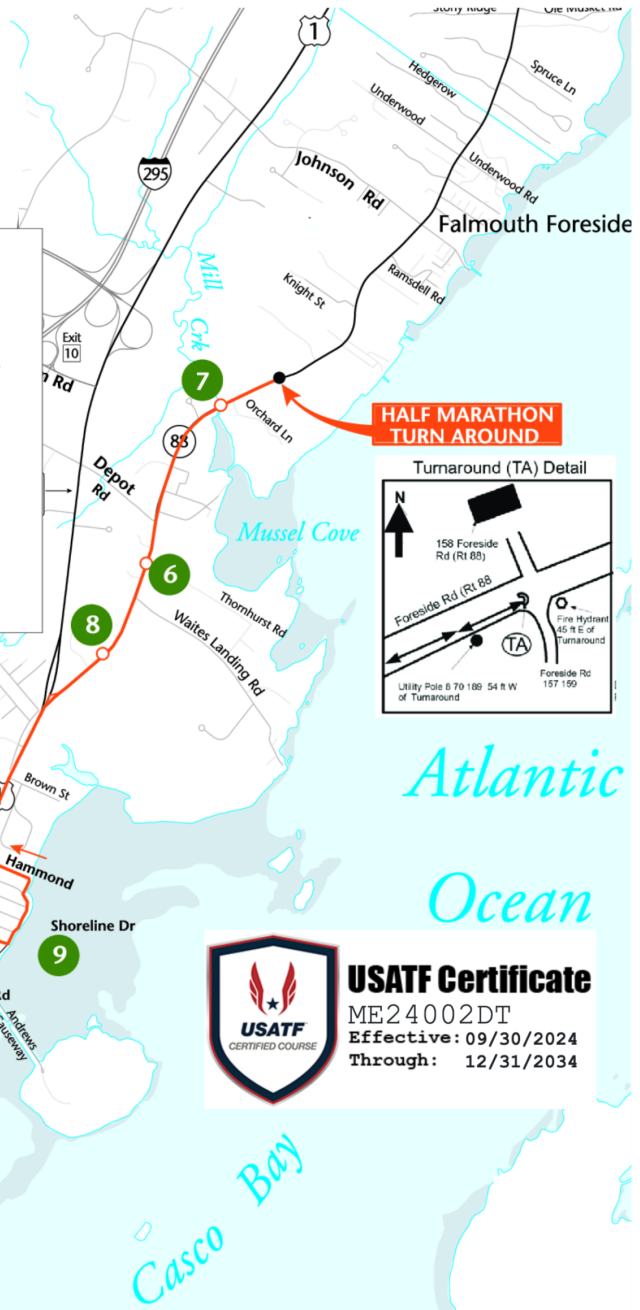 Stony Ridge
Ole Musket Rd
1
Hedgerow
Spruce Ln
Underwood
Johnson Rd
Underwood Rd
295
Falmouth Foreside
Mill
Crk
Ramsdell Rd
Knight St
Exit
10
n Rd
7
Orchard Ln
HALF MARATHON
TURN AROUND
88
Depot
Rd
Turnaround (TA) Detail
N
158 Foreside
Rd (Rt 88)
Foreside Rd (Rt 88
Fire Hydrant
45 ft E of
Turnaround
TA
Foreside Rd
157 159
Utility Pole 8 70 189 54 ft W
of Turnaround
Mussel Cove
6
Thornhurst Rd
8
Waites Landing Rd
Atlantic
Ocean
Brown St
Hammond
Shoreline Dr
9
Rd
Andrews
Causeway
USATF
CERTIFIED COURSE
USATF Certificate
ME24002DT
Effective: 09/30/2024
Through: 12/31/2034
Casco Bay